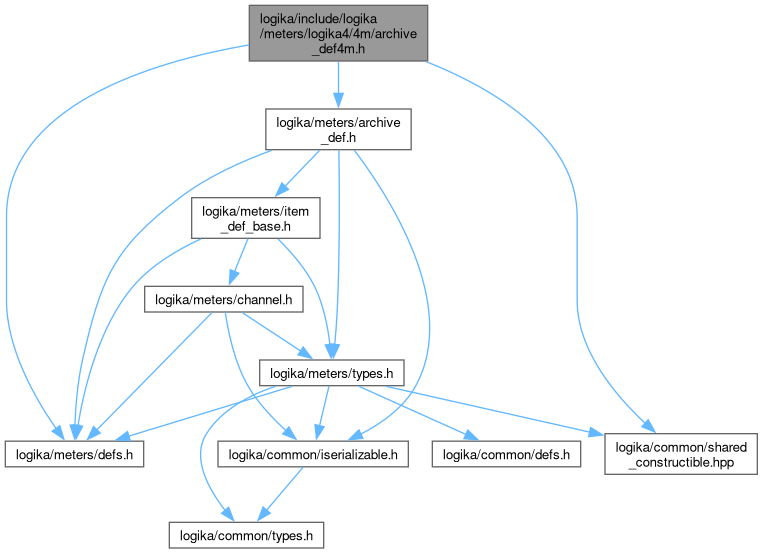 logika/include/logika
/meters/logika4/4m/archive
_def4m.h
logika/meters/archive
_def.h
logika/meters/item
_def_base.h
logika/meters/channel.h
logika/meters/types.h
logika/meters/defs.h
logika/common/iserializable.h
logika/common/defs.h
logika/common/shared
_constructible.hpp
logika/common/types.h